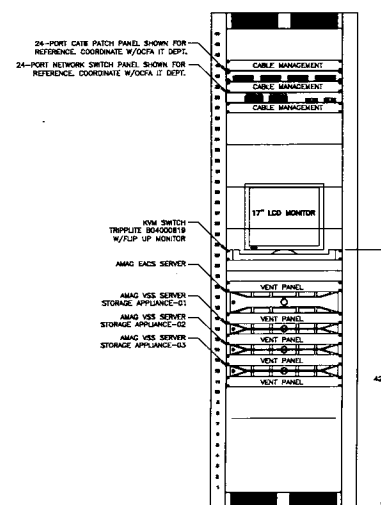 24-PORT CAT6 PATCH PANEL SHOWN FOR
REFERENCE. COORDINATE W/OCFA IT DEPT.
24-PORT NETWORK SWITCH PANEL SHOWN FOR
REFERENCE. COORDINATE W/OCFA IT DEPT.
CABLE MANAGEMENT
CABLE MANAGEMENT
CABLE MANAGEMENT
17" LCD MONITOR
KVM SWITCH
TRIPPLITE B04000819
W/FLIP UP MONITOR
AMAG EACS SERVER
VENT PANEL
AMAG VSS SERVER
STORAGE APPLIANCE-01
VENT PANEL
AMAG VSS SERVER
STORAGE APPLIANCE-02
VENT PANEL
AMAG VSS SERVER
STORAGE APPLIANCE-03
VENT PANEL
VENT PANEL
42